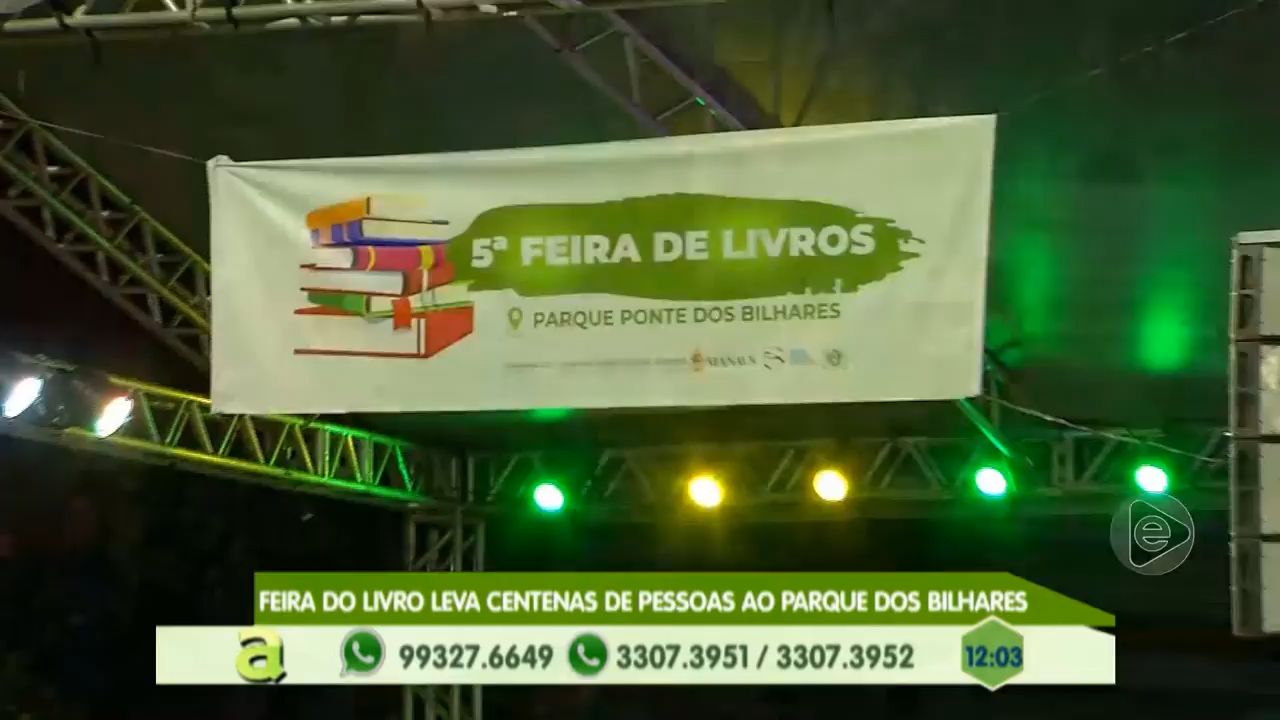 5ª FEIRA DE LIVROS
PARQUE PONTE DOS BILHARES
MANAUS
e
FEIRA DO LIVRO LEVA CENTENAS DE PESSOAS AO PARQUE DOS BILHARES
a 99327.6649 3307.3951 / 3307.3952 12:03